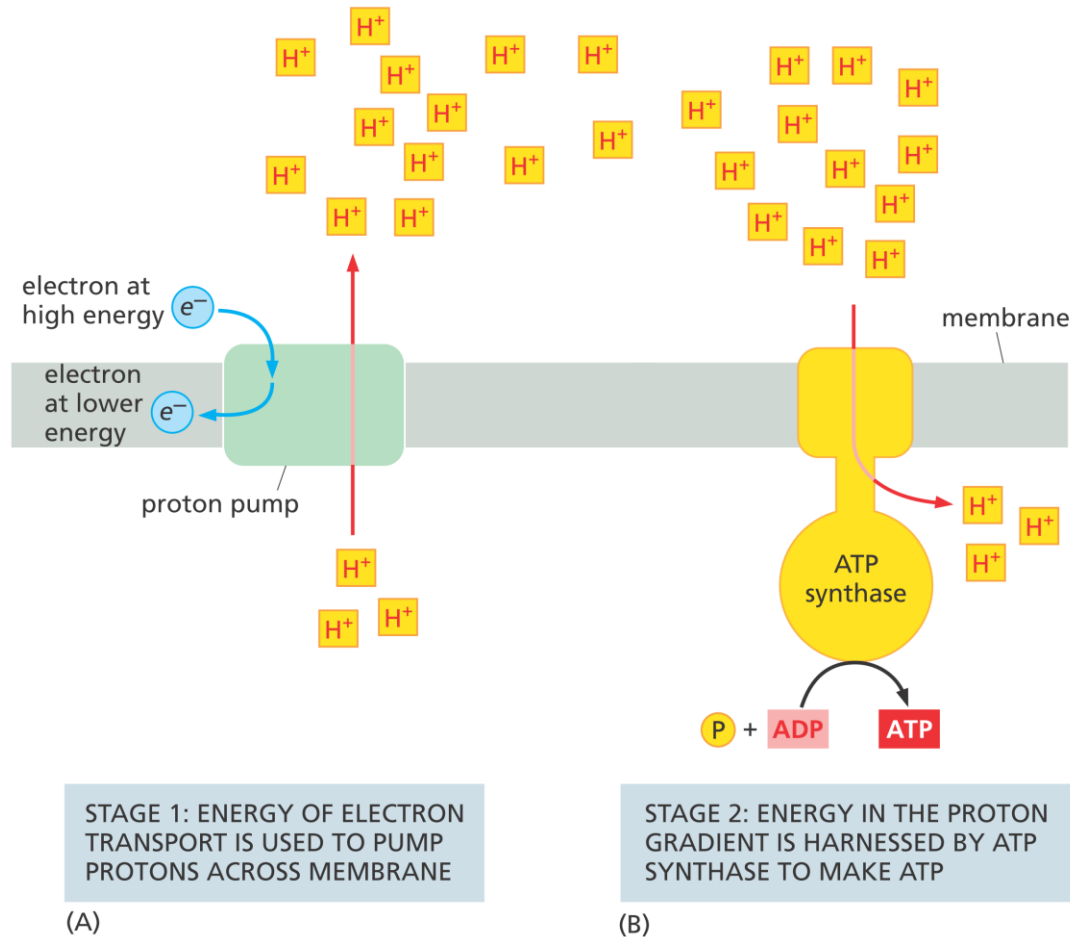 H⁺
H⁺ H⁺ H⁺ H⁺ H⁺
H⁺ H⁺
H⁺ H⁺
H⁺ H⁺ H⁺
H⁺ H⁺ H⁺
H⁺ H⁺ H⁺ H⁺
H⁺
H⁺ H⁺ H⁺
H⁺ H⁺
electron at
high energy
e⁻
membrane
electron
at lower
energy
e⁻
proton pump
H⁺
H⁺
H⁺
H⁺
H⁺ H⁺
ATP
synthase
P + ADP ATP
STAGE 1: ENERGY OF ELECTRON
TRANSPORT IS USED TO PUMP
PROTONS ACROSS MEMBRANE
(A)
STAGE 2: ENERGY IN THE PROTON
GRADIENT IS HARNESSED BY ATP
SYNTHASE TO MAKE ATP
(B)